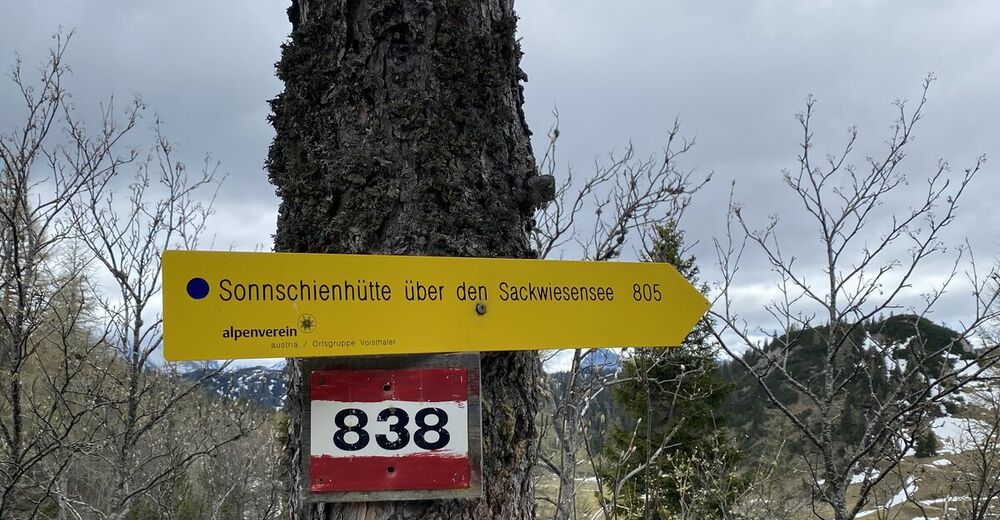 Sonnschienhütte über den Sackwiesensee 805
alpenverein
austria / Ortsgruppe Voisthaler
838